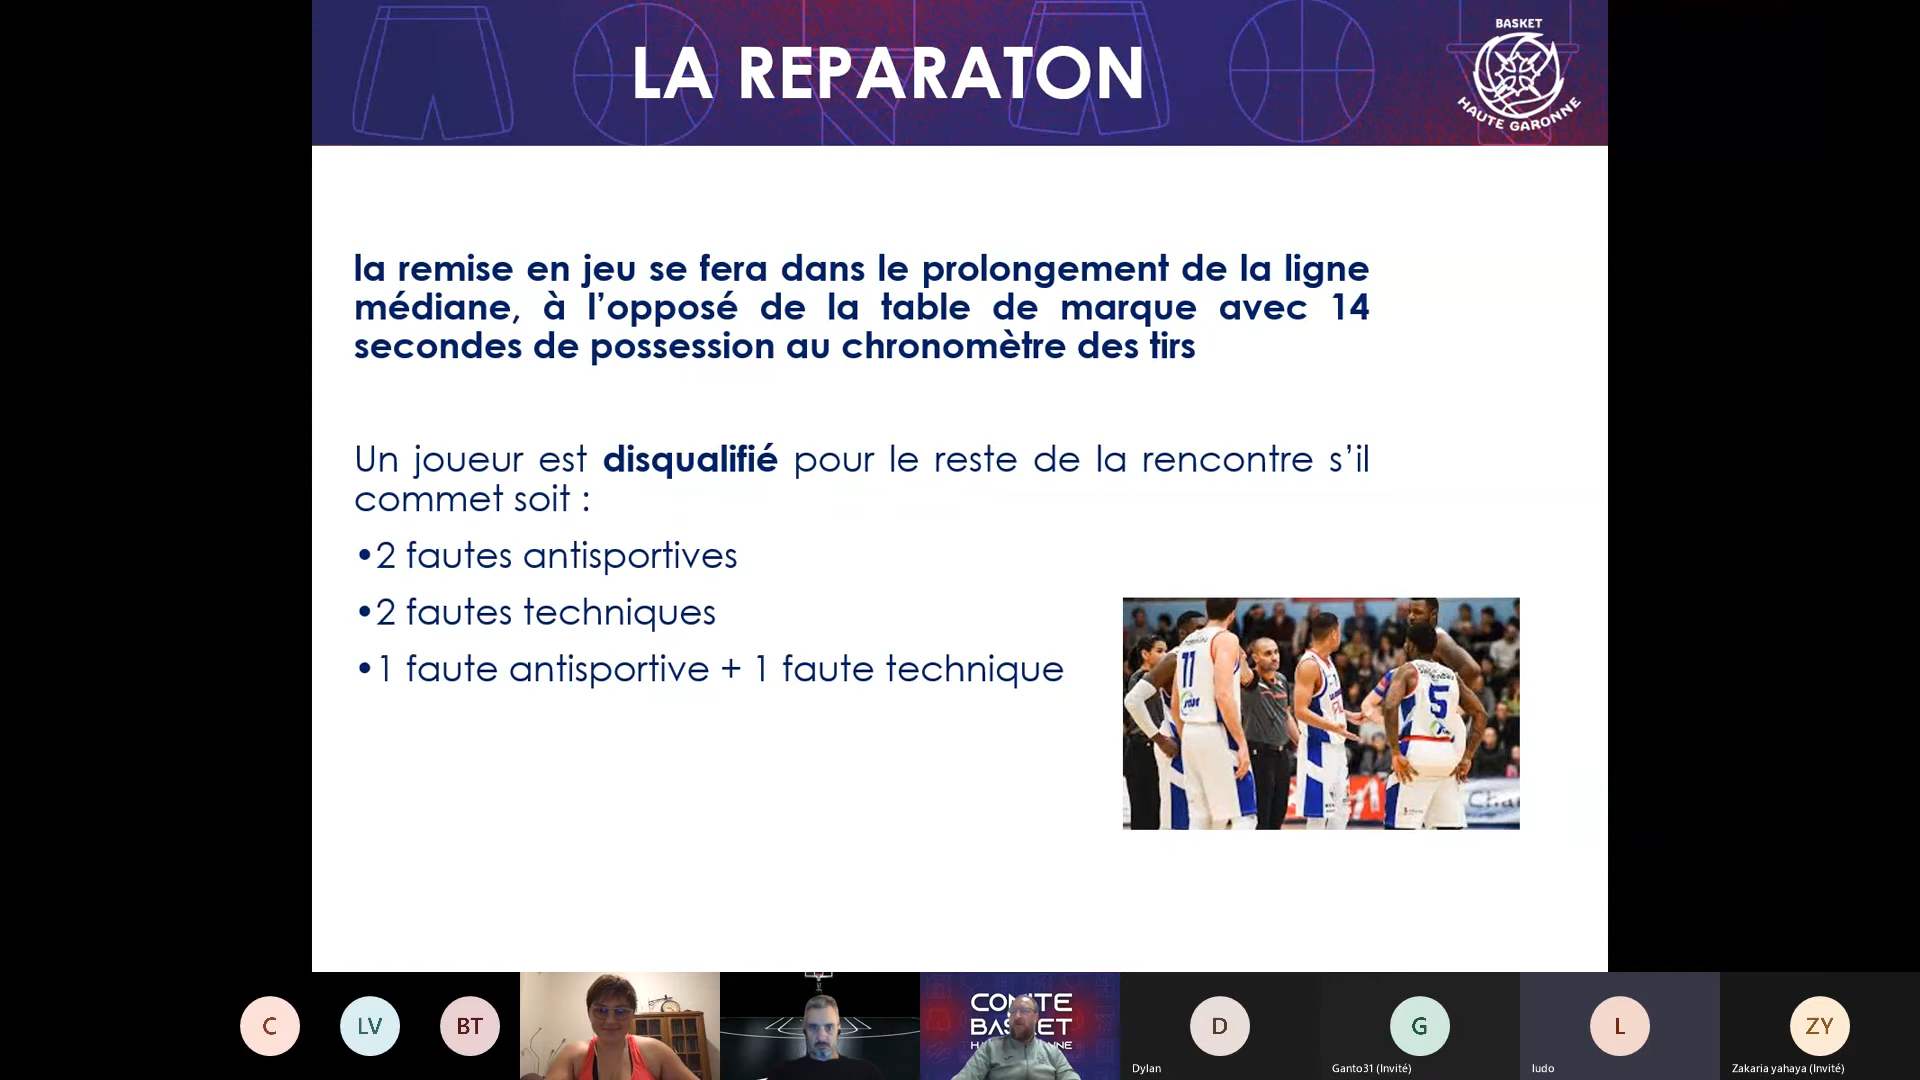 BASKET
HAUTE GARONNE
LA REPARATON
la remise en jeu se fera dans le prolongement de la ligne
médiane, à l’opposé de la table de marque avec 14
secondes de possession au chronomètre des tirs
Un joueur est disqualifié pour le reste de la rencontre s’il
commet soit :
•2 fautes antisportives
•2 fautes techniques
•1 faute antisportive + 1 faute technique
11
5
C
LV
BT
COMITE
BASKET
D
G
L
ZY
Dylan
Ganto31 (Invité)
ludo
Zakaria yahaya (Invité)